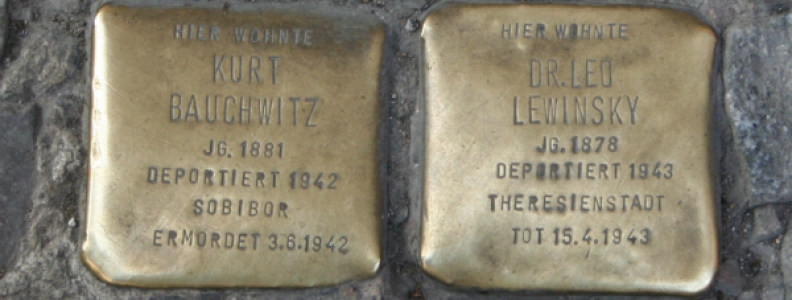 HIER WOHNTE
KURT
BAUCHWITZ
JG. 1881
DEPORTIERT 1942
SOBIBOR
ERMORDET 3.6.1942
HIER WOHNTE
DR. LEO
LEWINSKY
JG. 1878
DEPORTIERT 1943
THERESIENSTADT
TOT 15.4.1943